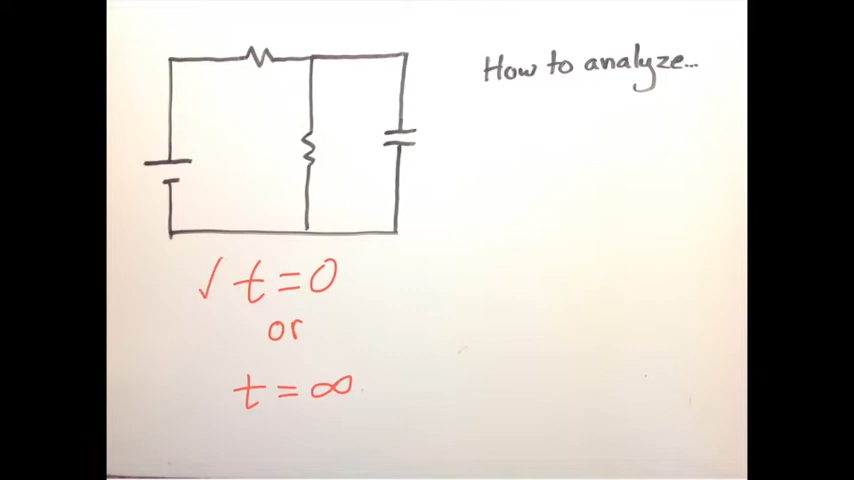 How to analyze...
✓ t = 0
or
t = ∞